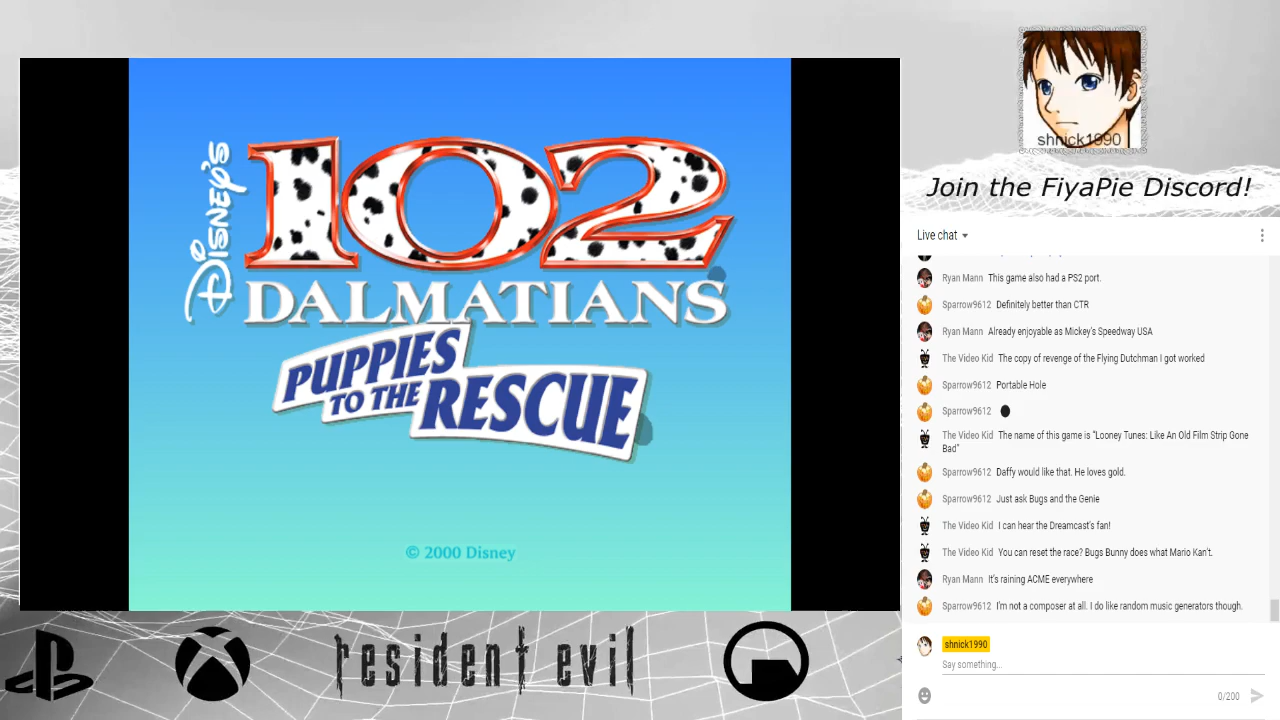 DISNEY'S
102
DALMATIANS
PUPPIES
TO THE
RESCUE
© 2000 Disney
resident evil
shnick1990
Join the FiyaPie Discord!
Live chat
Ryan Mann This game also had a PS2 port.
Sparrow9612 Definitely better than CTR
Ryan Mann Already enjoyable as Mickey's Speedway USA
The Video Kid The copy of revenge of the Flying Dutchman I got worked
Sparrow9612 Portable Hole
Sparrow9612
The Video Kid The name of this game is "Looney Tunes: Like An Old Film Strip Gone
Bad"
Sparrow9612 Daffy would like that. He loves gold.
Sparrow9612 Just ask Bugs and the Genie
The Video Kid I can hear the Dreamcast's fan!
The Video Kid You can reset the race? Bugs Bunny does what Mario Kan't.
Ryan Mann It's raining ACME everywhere
Sparrow9612 I'm not a composer at all. I do like random music generators though.
shnick1990
Say something...
0/200